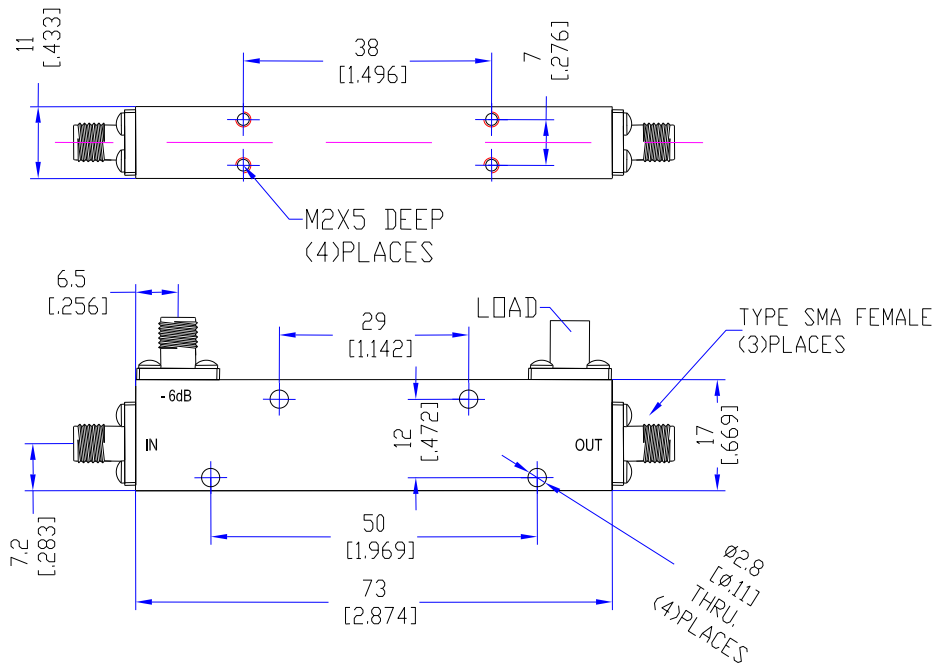 11
[.433]
38
[1.496]
7
[.276]
M2X5 DEEP
(4)PLACES
6.5
[.256]
29
[1.142]
LOAD
TYPE SMA FEMALE
(3)PLACES
-6dB
IN
OUT
12
[.472]
17
[.669]
7.2
[.283]
50
[1.969]
73
[2.874]
ø2.8
[ø.11]
THRU.
(4)PLACES